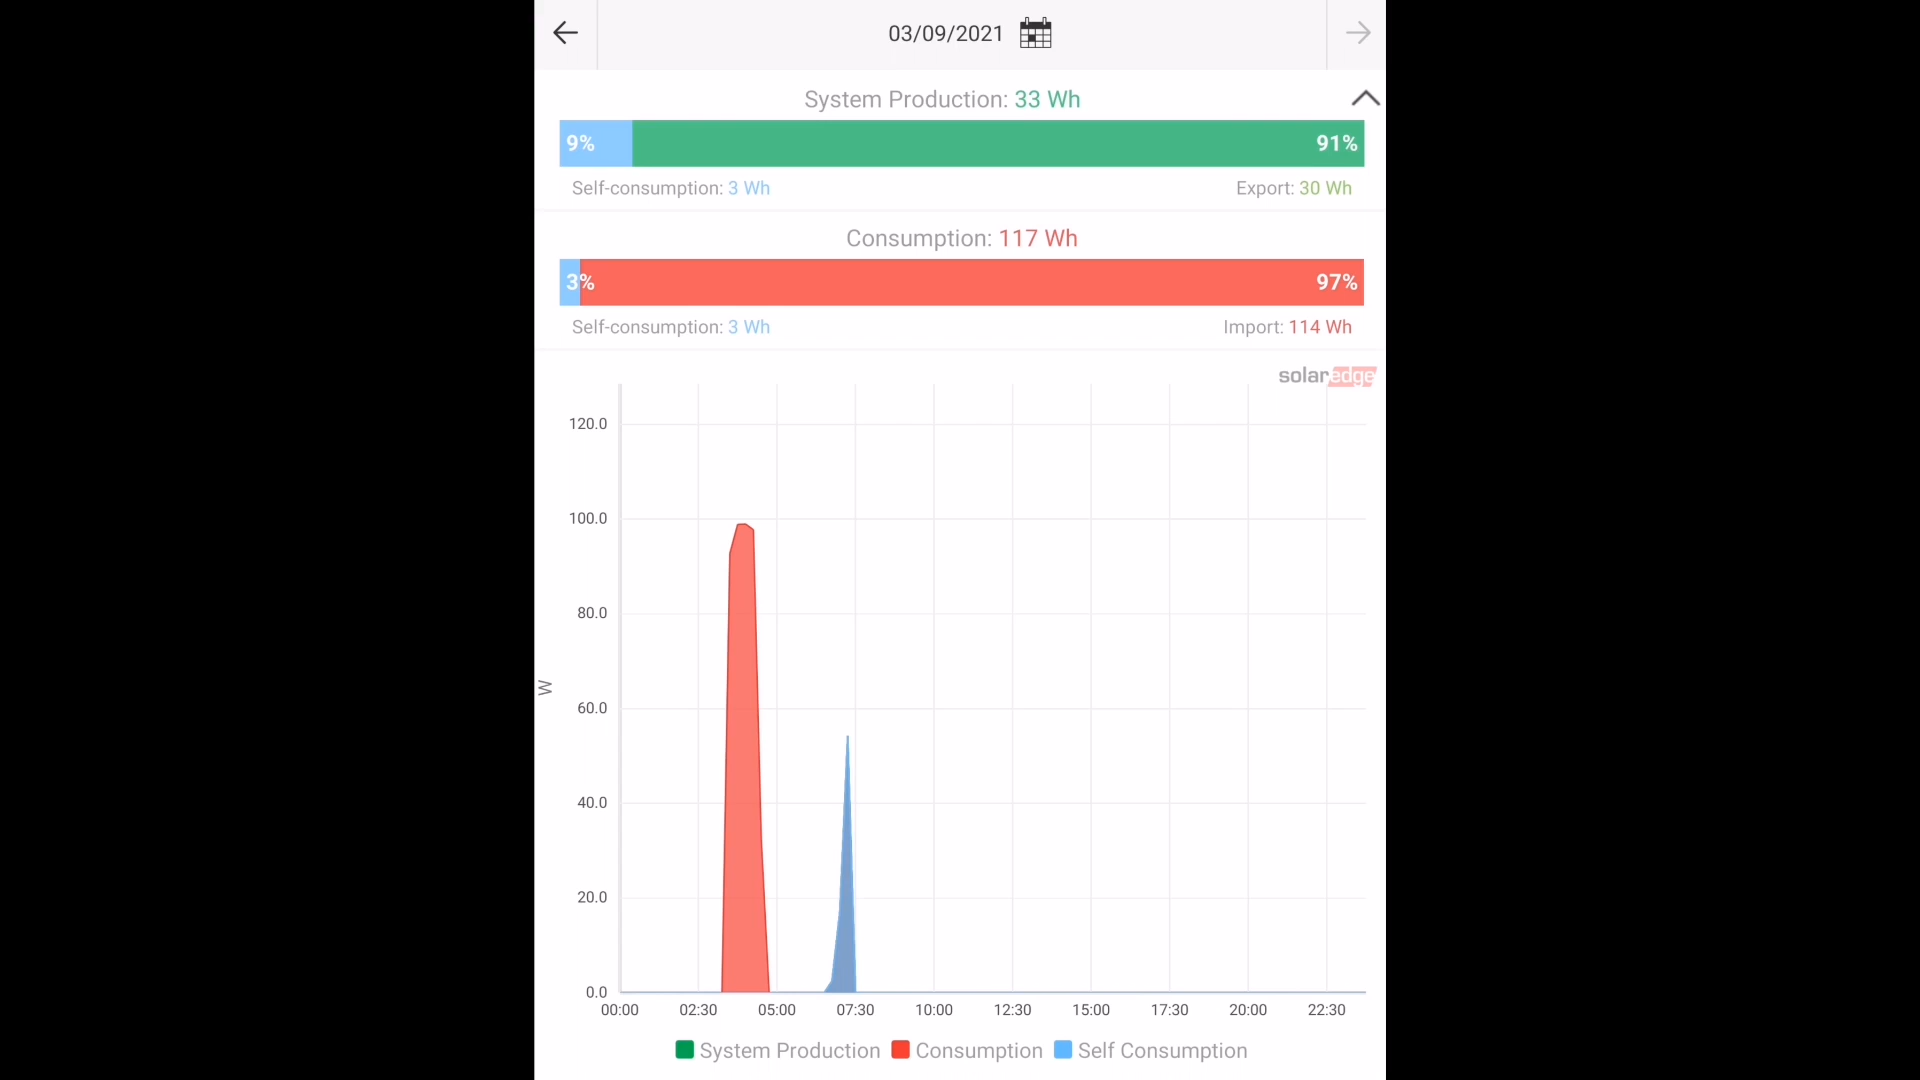 03/09/2021
System Production: 33 Wh
9% 91%
Self-consumption: 3 Wh Export: 30 Wh
Consumption: 117 Wh
3% 97%
Self-consumption: 3 Wh Import: 114 Wh
solaredge
120.0
100.0
80.0
W
60.0
40.0
20.0
0.0
00:00 02:30 05:00 07:30 10:00 12:30 15:00 17:30 20:00 22:30
System Production Consumption Self Consumption